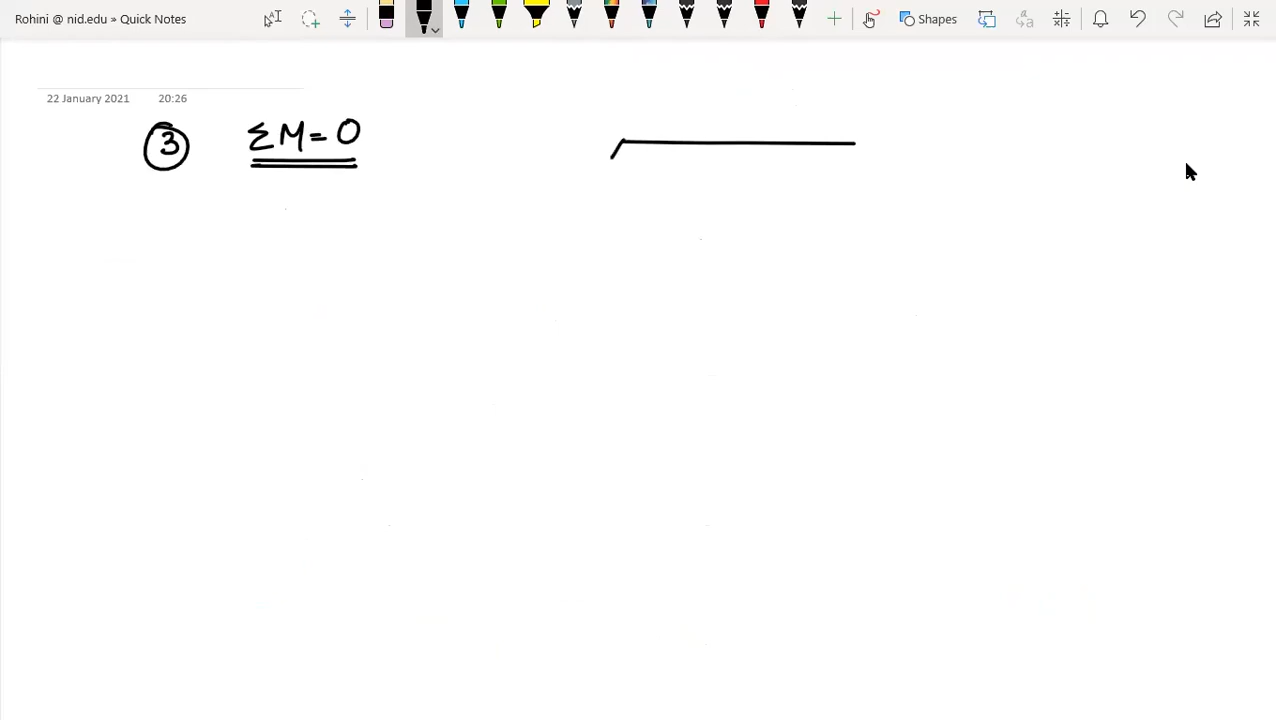 Rohini @ nid.edu » Quick Notes
Shapes
22 January 2021 20:26
③ ΣM = 0